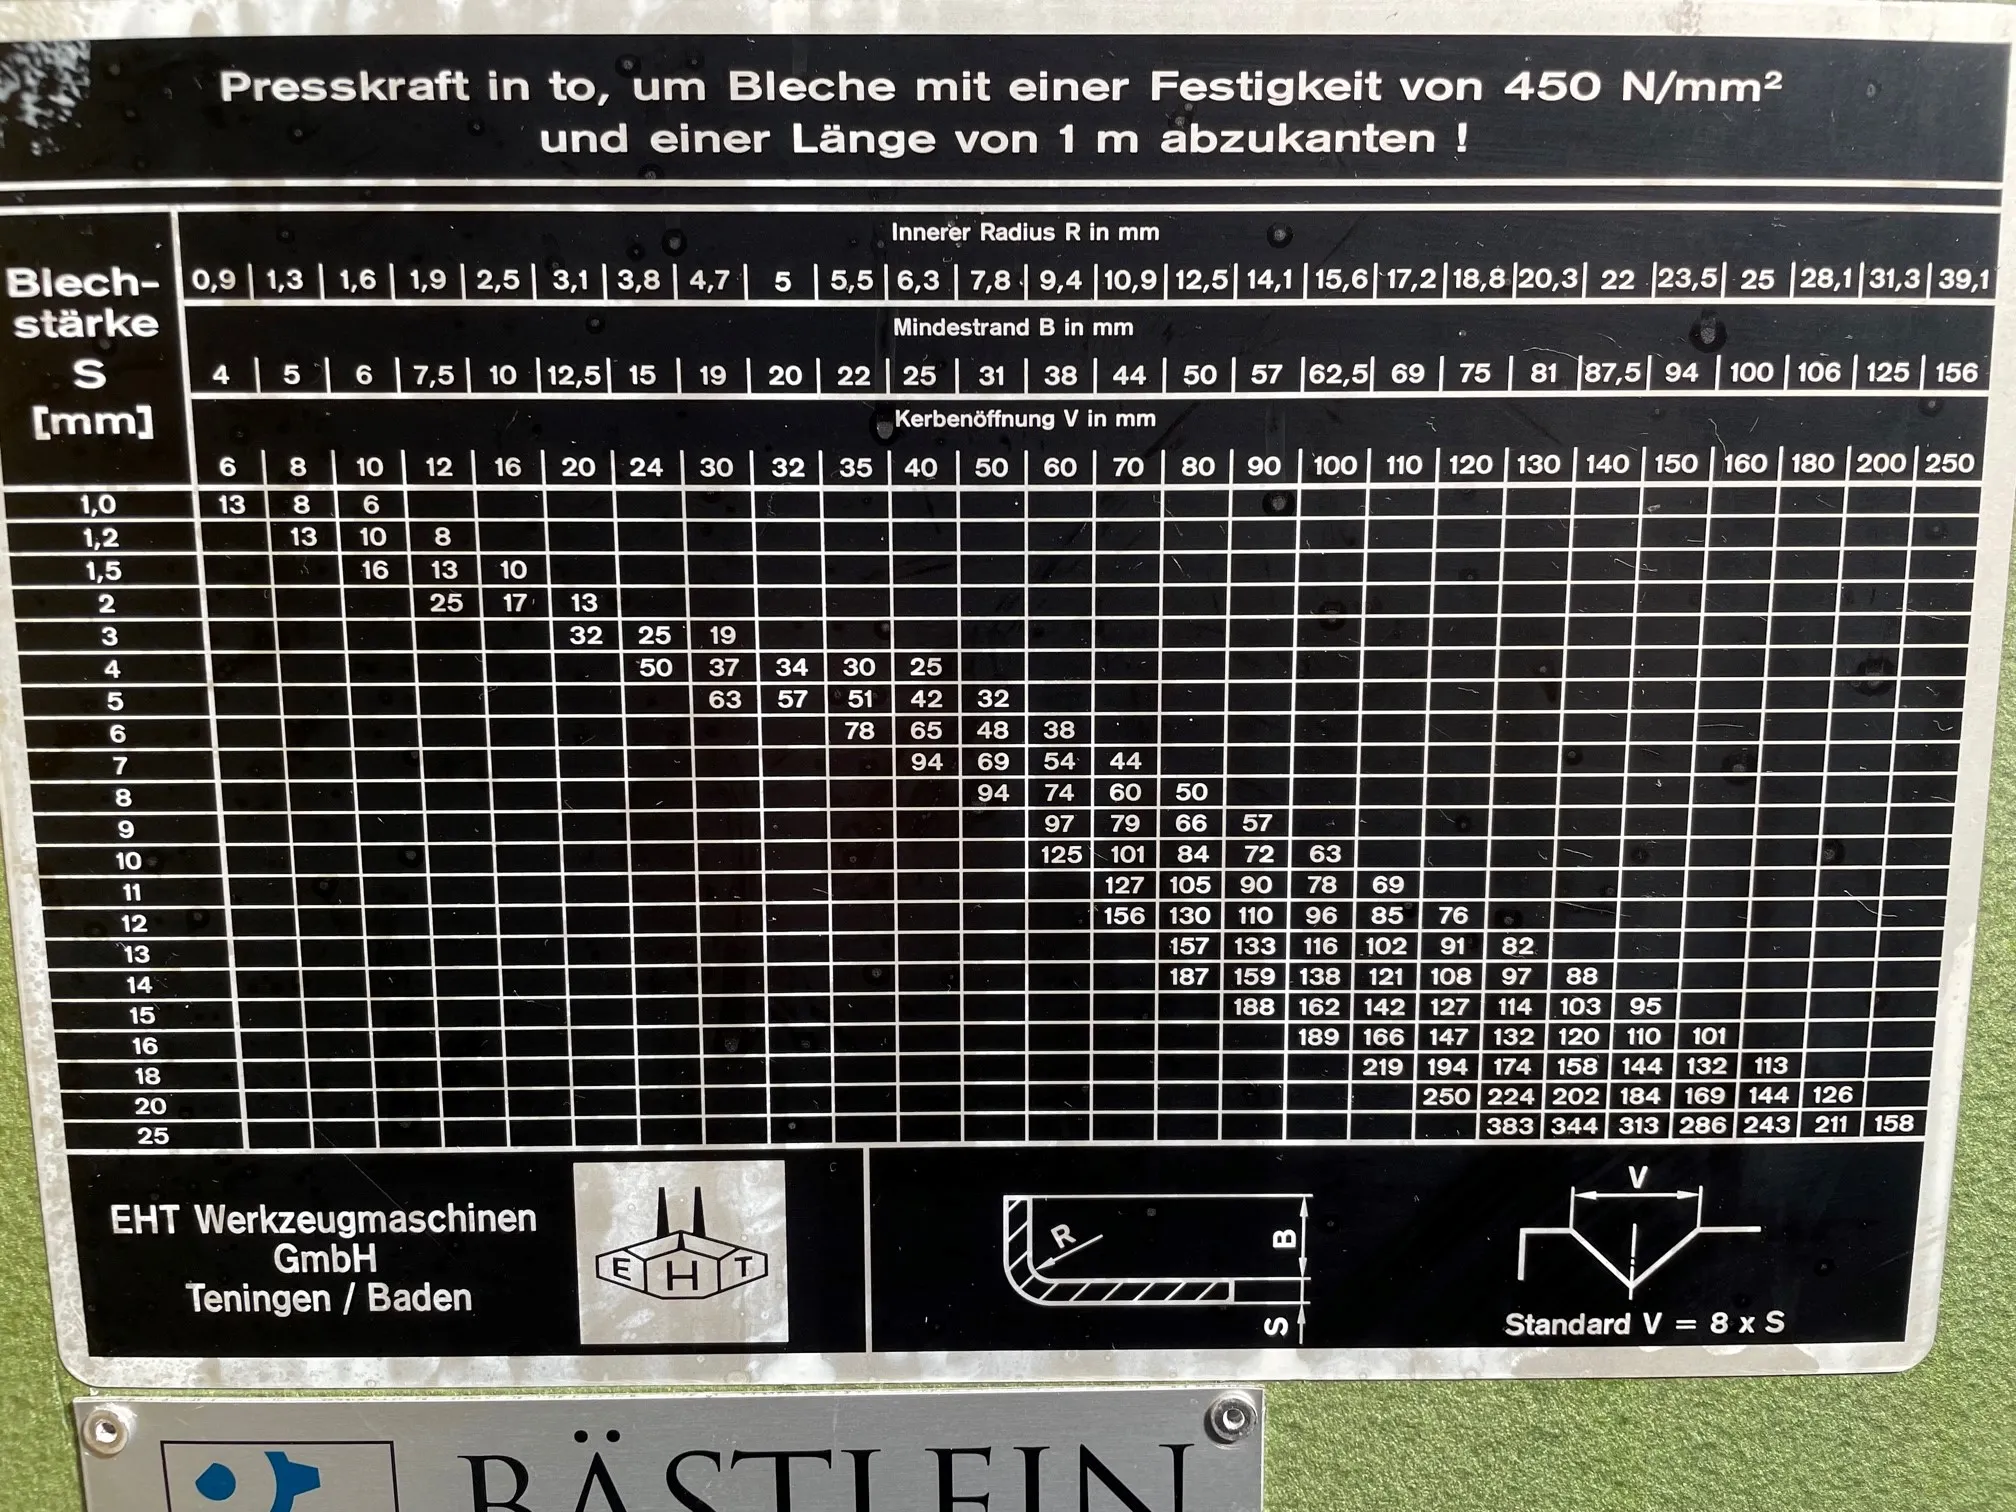 Presskraft in to, um Bleche mit einer Festigkeit von 450 N/mm²
und einer Länge von 1 m abzukanten !
Blech-
stärke
S
[mm]
Innerer Radius R in mm
0,9 1,3 1,6 1,9 2,5 3,1 3,8 4,7 5 5,5 6,3 7,8 9,4 10,9 12,5 14,1 15,6 17,2 18,8 20,3 22 23,5 25 28,1 31,3 39,1
Mindestrand B in mm
4 5 6 7,5 10 12,5 15 19 20 22 25 31 38 44 50 57 62,5 69 75 81 87,5 94 100 106 125 156
Kerbenöffnung V in mm
6 8 10 12 16 20 24 30 32 35 40 50 60 70 80 90 100 110 120 130 140 150 160 180 200 250
1,0 13 8 6
1,2 13 10 8
1,5 16 13 10
2 25 17 13
3 32 25 19
4 50 37 34 30 25
5 63 57 51 42 32
6 78 65 48 38
7 94 69 54 44
8 94 74 60 50
9 97 79 66 57
10 125 101 84 72 63
11 127 105 90 78 69
12 156 130 110 96 85 76
13 157 133 116 102 91 82
14 187 159 138 121 108 97 88
15 188 162 142 127 114 103 95
16 189 166 147 132 120 110 101
18 219 194 174 158 144 132 113
20 250 224 202 184 169 144 126
25 383 344 313 286 243 211 158
EHT Werkzeugmaschinen
GmbH
Teningen / Baden
E H T
R
B
S
V
Standard V = 8 x S
BÄSTLEIN